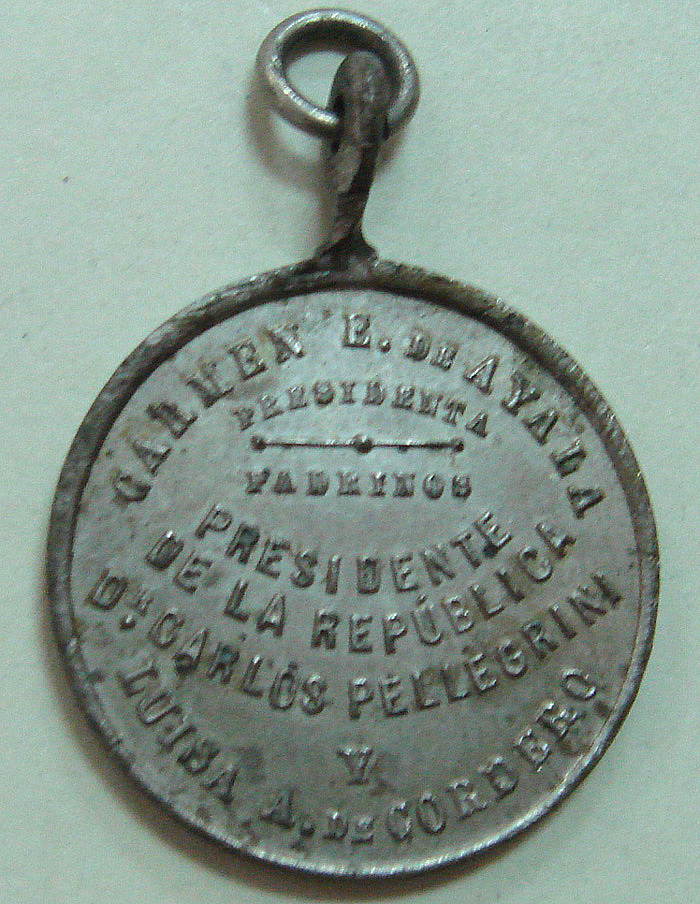 CARMEN E. DE AYALA
PRESIDENTA
PADRINOS
PRESIDENTE
DE LA REPÚBLICA
Dr. CARLOS PELLEGRINI
Y
LUISA A. DE CORDERO